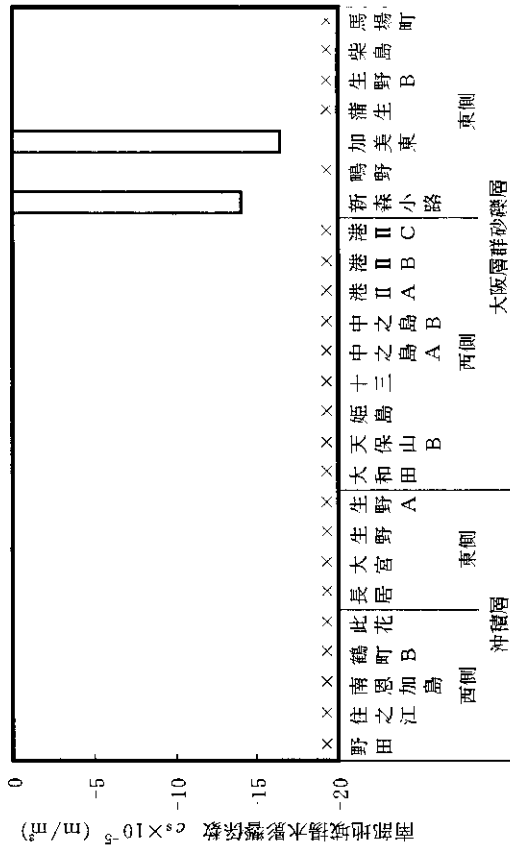 南部地域揚水影響係数 cs×10⁻⁵ (m/m³)
0
-5
-10
-15
-20
野田
住之江
南恩加島
鶴町B
此花
長居
大宮
生野
生野A
大和田
天保山B
姫島
十三
中之島A
中之島B
港ⅡA
港ⅡB
港ⅡC
新森小路
鴫野
加美東
蒲生
生野B
柴島
馬場町
西側
東側
西側
東側
沖積層
大阪層群砂礫層